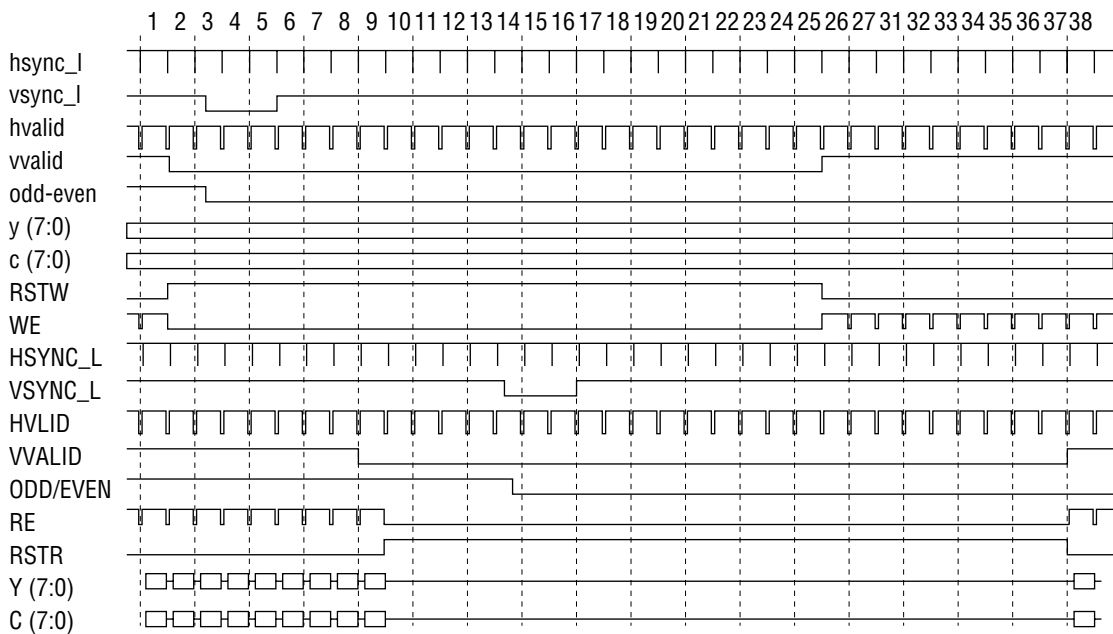 1 2 3 4 5 6 7 8 9 10 11 12 13 14 15 16 17 18 19 20 21 22 23 24 25 26 27 31 32 33 34 35 36 37 38
hsync_l
vsync_l
hvalid
vvalid
odd-even
y (7:0)
c (7:0)
RSTW
WE
HSYNC_L
VSYNC_L
HVLID
VVALID
ODD/EVEN
RE
RSTR
Y (7:0)
C (7:0)